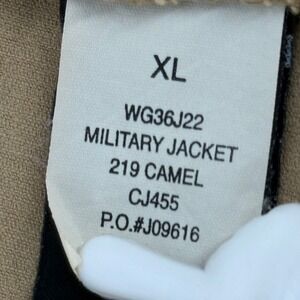 XL
WG36J22
MILITARY JACKET
219 CAMEL
CJ455
P.O.#J09616